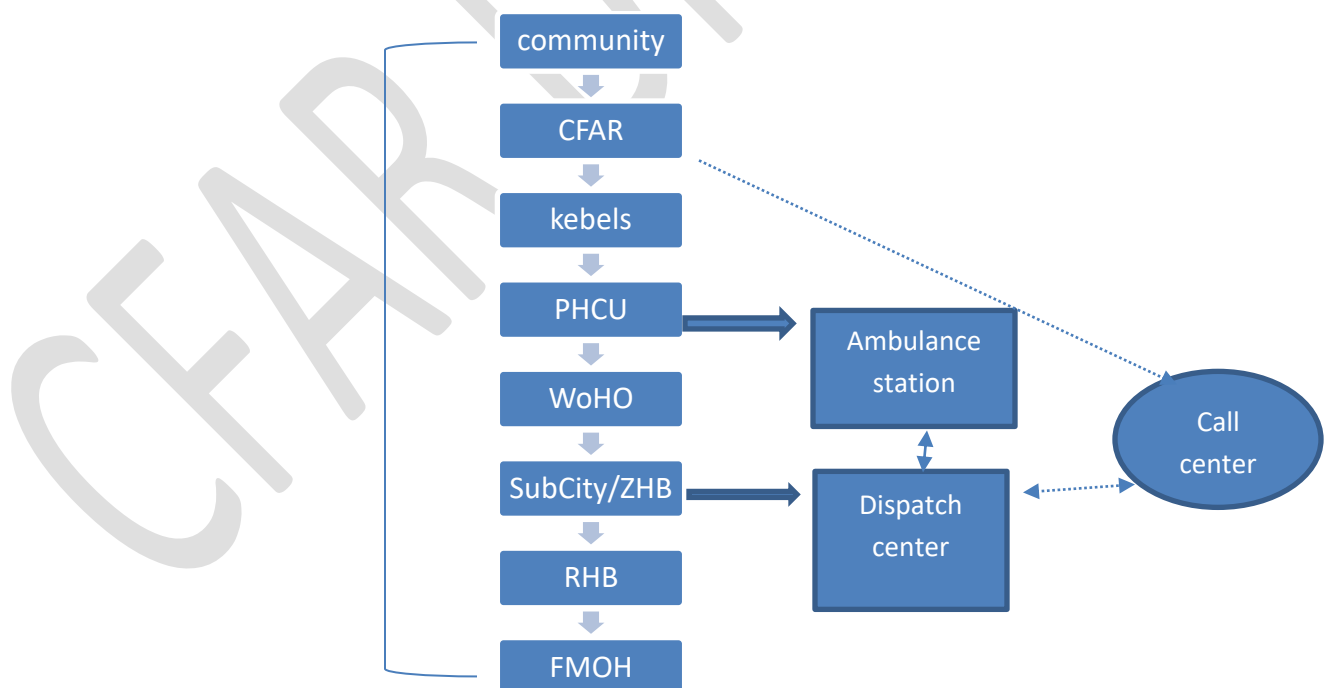 community
CFAR
kebels
PHCU
WoHO
SubCity/ZHB
RHB
FMOH
Ambulance
station
Dispatch
center
Call
center
CFAR